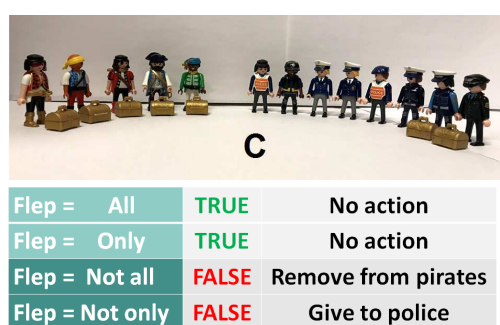 C
Flep = All TRUE No action
Flep = Only TRUE No action
Flep = Not all FALSE Remove from pirates
Flep = Not only FALSE Give to police